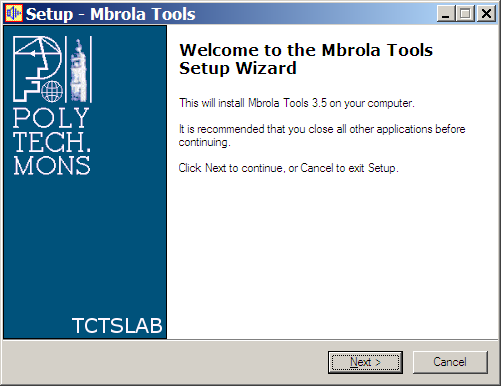 Setup - Mbrola Tools
POLY
TECH.
MONS
TCTSLAB
Welcome to the Mbrola Tools
Setup Wizard
This will install Mbrola Tools 3.5 on your computer.
It is recommended that you close all other applications before
continuing.
Click Next to continue, or Cancel to exit Setup.
Next >
Cancel